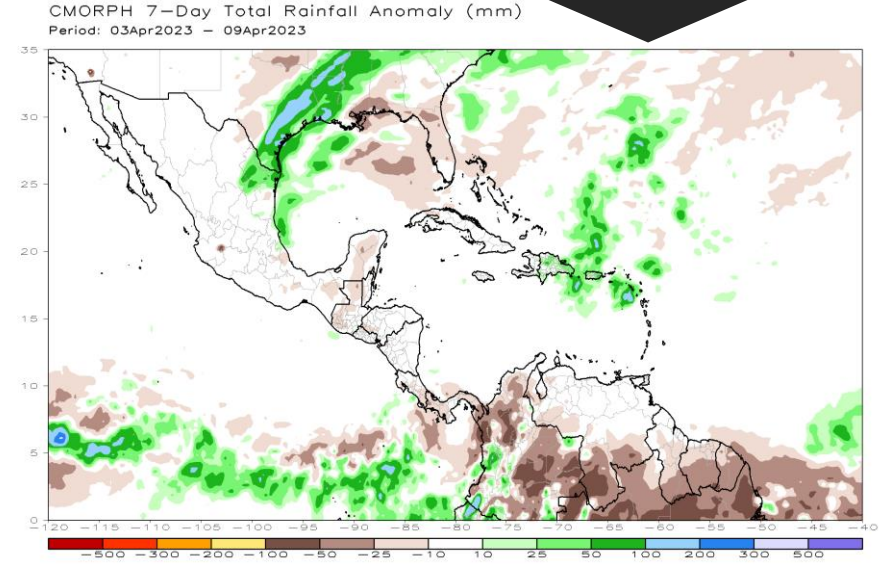 CMORPH 7-Day Total Rainfall Anomaly (mm)
Period: 03Apr2023 - 09Apr2023
35
30
25
20
15
10
5
0
-120 -115 -110 -105 -100 -95 -90 -85 -80 -75 -70 -65 -60 -55 -50 -45 -40
-500 -300 -200 -100 -50 -25 -10 10 25 50 100 200 300 500